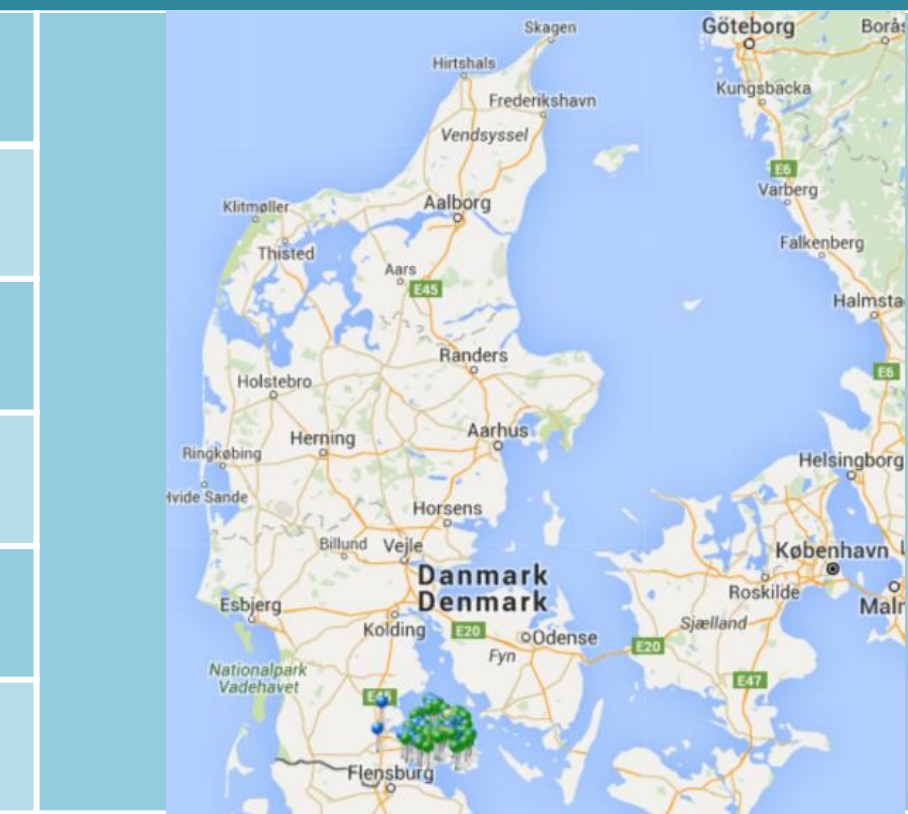 Skagen
Göteborg
Borås
Hirtshals
Kungsbacka
Frederikshavn
Vendsyssel
E6
Varberg
Klitmøller
Aalborg
Falkenberg
Thisted
Aars
E45
Halmsta
Randers
E6
Holstebro
Aarhus
Herning
Ringkøbing
Helsingborg
Hvide Sande
Horsens
Billund
Vejle
København
Danmark
Denmark
Roskilde
Esbjerg
Malm
Sjælland
Kolding
E20
Odense
E20
Fyn
Nationalpark
Vadehavet
E47
E45
Flensburg